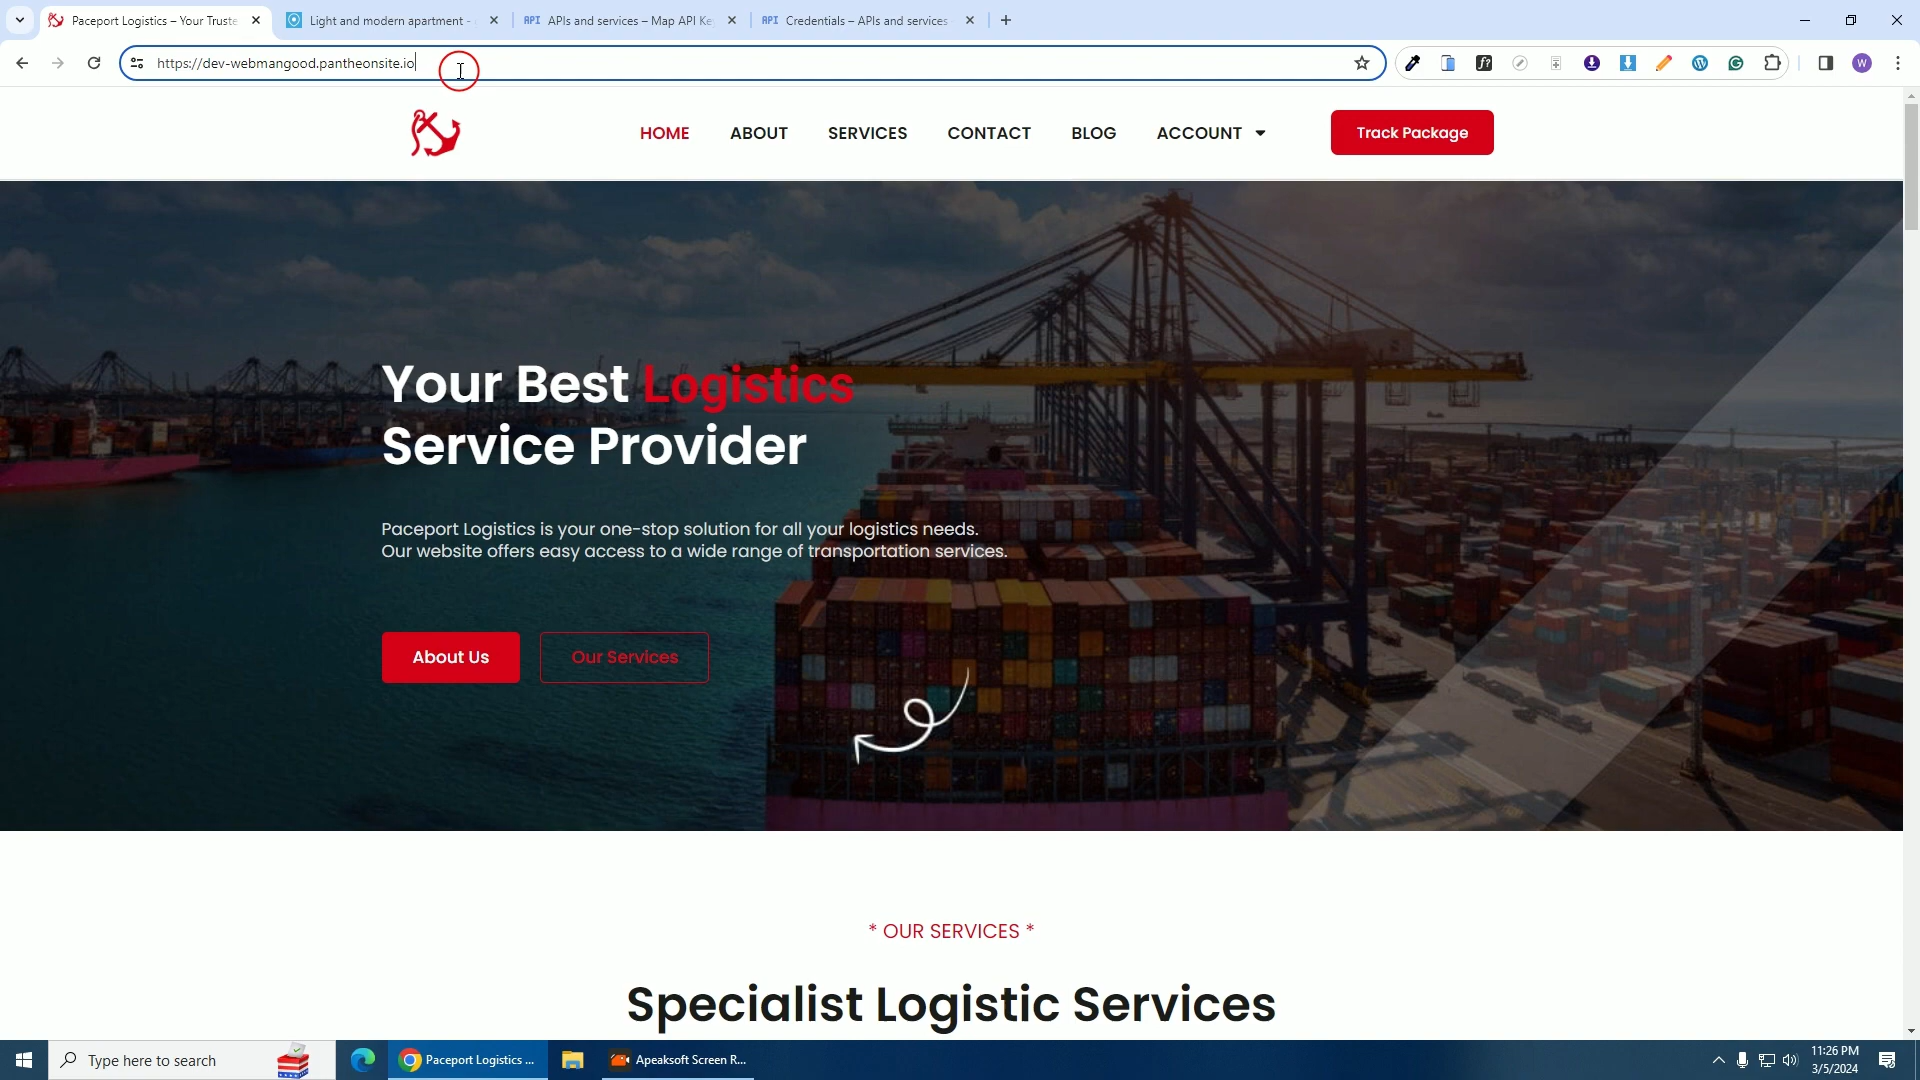 Paceport Logistics – Your Truste
Light and modern apartment -
API APIs and services – Map API Ke
API Credentials – APIs and services
https://dev-webmangood.pantheonsite.io
f?
W
HOME
ABOUT
SERVICES
CONTACT
BLOG
ACCOUNT
Track Package
Your Best Logistics
Service Provider
Paceport Logistics is your one-stop solution for all your logistics needs.
Our website offers easy access to a wide range of transportation services.
About Us
Our Services
* OUR SERVICES *
Specialist Logistic Services
Type here to search
Paceport Logistics ...
Apeaksoft Screen R...
11:26 PM
3/5/2024